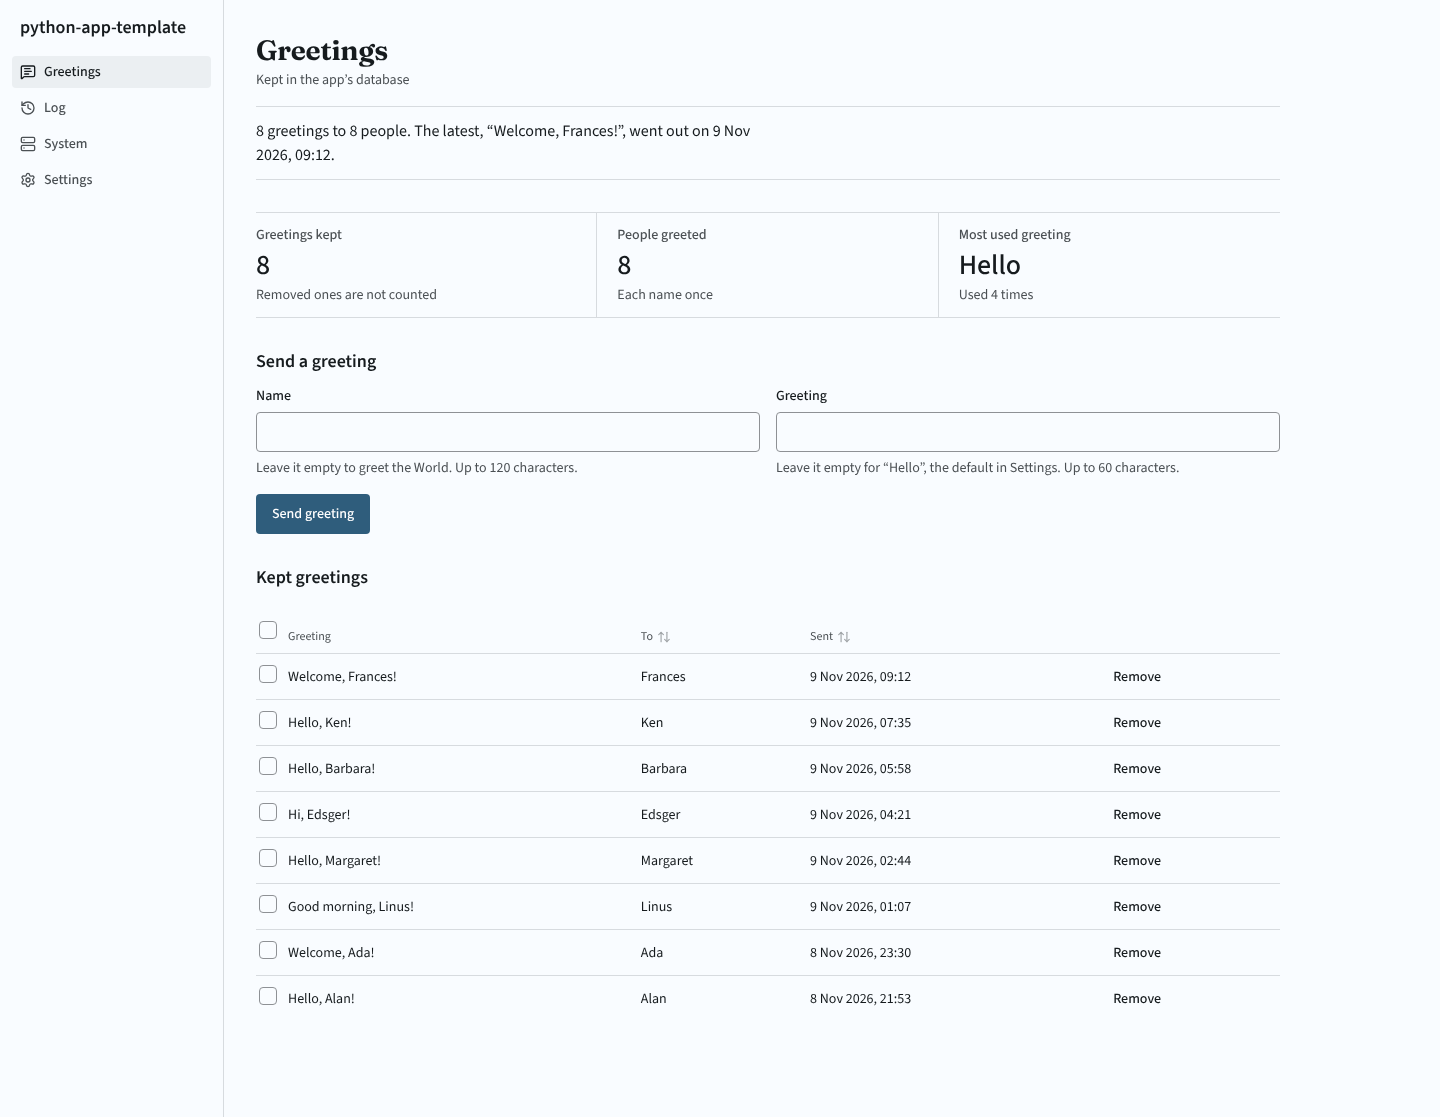 python-app-template
Greetings
Log
System
Settings
Greetings
Kept in the app’s database
8 greetings to 8 people. The latest, “Welcome, Frances!”, went out on 9 Nov
2026, 09:12.
Greetings kept
8
Removed ones are not counted
People greeted
8
Each name once
Most used greeting
Hello
Used 4 times
Send a greeting
Name
Leave it empty to greet the World. Up to 120 characters.
Greeting
Leave it empty for “Hello”, the default in Settings. Up to 60 characters.
Send greeting
Kept greetings
Greeting To Sent
Welcome, Frances! Frances 9 Nov 2026, 09:12 Remove
Hello, Ken! Ken 9 Nov 2026, 07:35 Remove
Hello, Barbara! Barbara 9 Nov 2026, 05:58 Remove
Hi, Edsger! Edsger 9 Nov 2026, 04:21 Remove
Hello, Margaret! Margaret 9 Nov 2026, 02:44 Remove
Good morning, Linus! Linus 9 Nov 2026, 01:07 Remove
Welcome, Ada! Ada 8 Nov 2026, 23:30 Remove
Hello, Alan! Alan 8 Nov 2026, 21:53 Remove